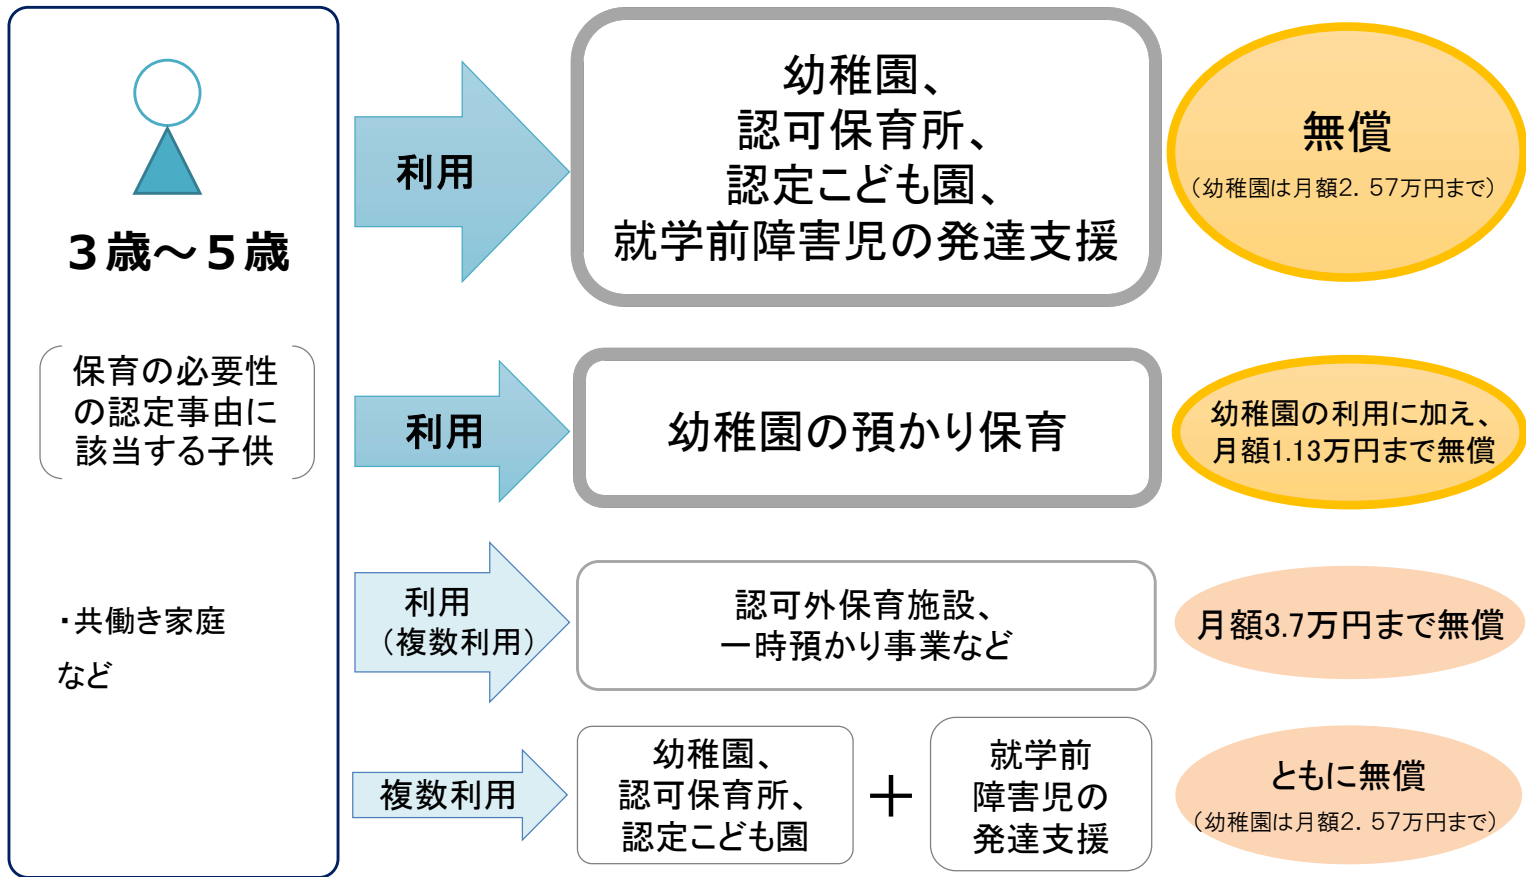 ３歳～５歳
保育の必要性
の認定事由に
該当する子供
・共働き家庭
など
利用
幼稚園、
認可保育所、
認定こども園、
就学前障害児の発達支援
無償
（幼稚園は月額2．57万円まで）
利用
幼稚園の預かり保育
幼稚園の利用に加え、
月額1.13万円まで無償
利用
（複数利用）
認可外保育施設、
一時預かり事業など
月額3.7万円まで無償
複数利用
幼稚園、
認可保育所、
認定こども園
＋
就学前
障害児の
発達支援
ともに無償
（幼稚園は月額2．57万円まで）